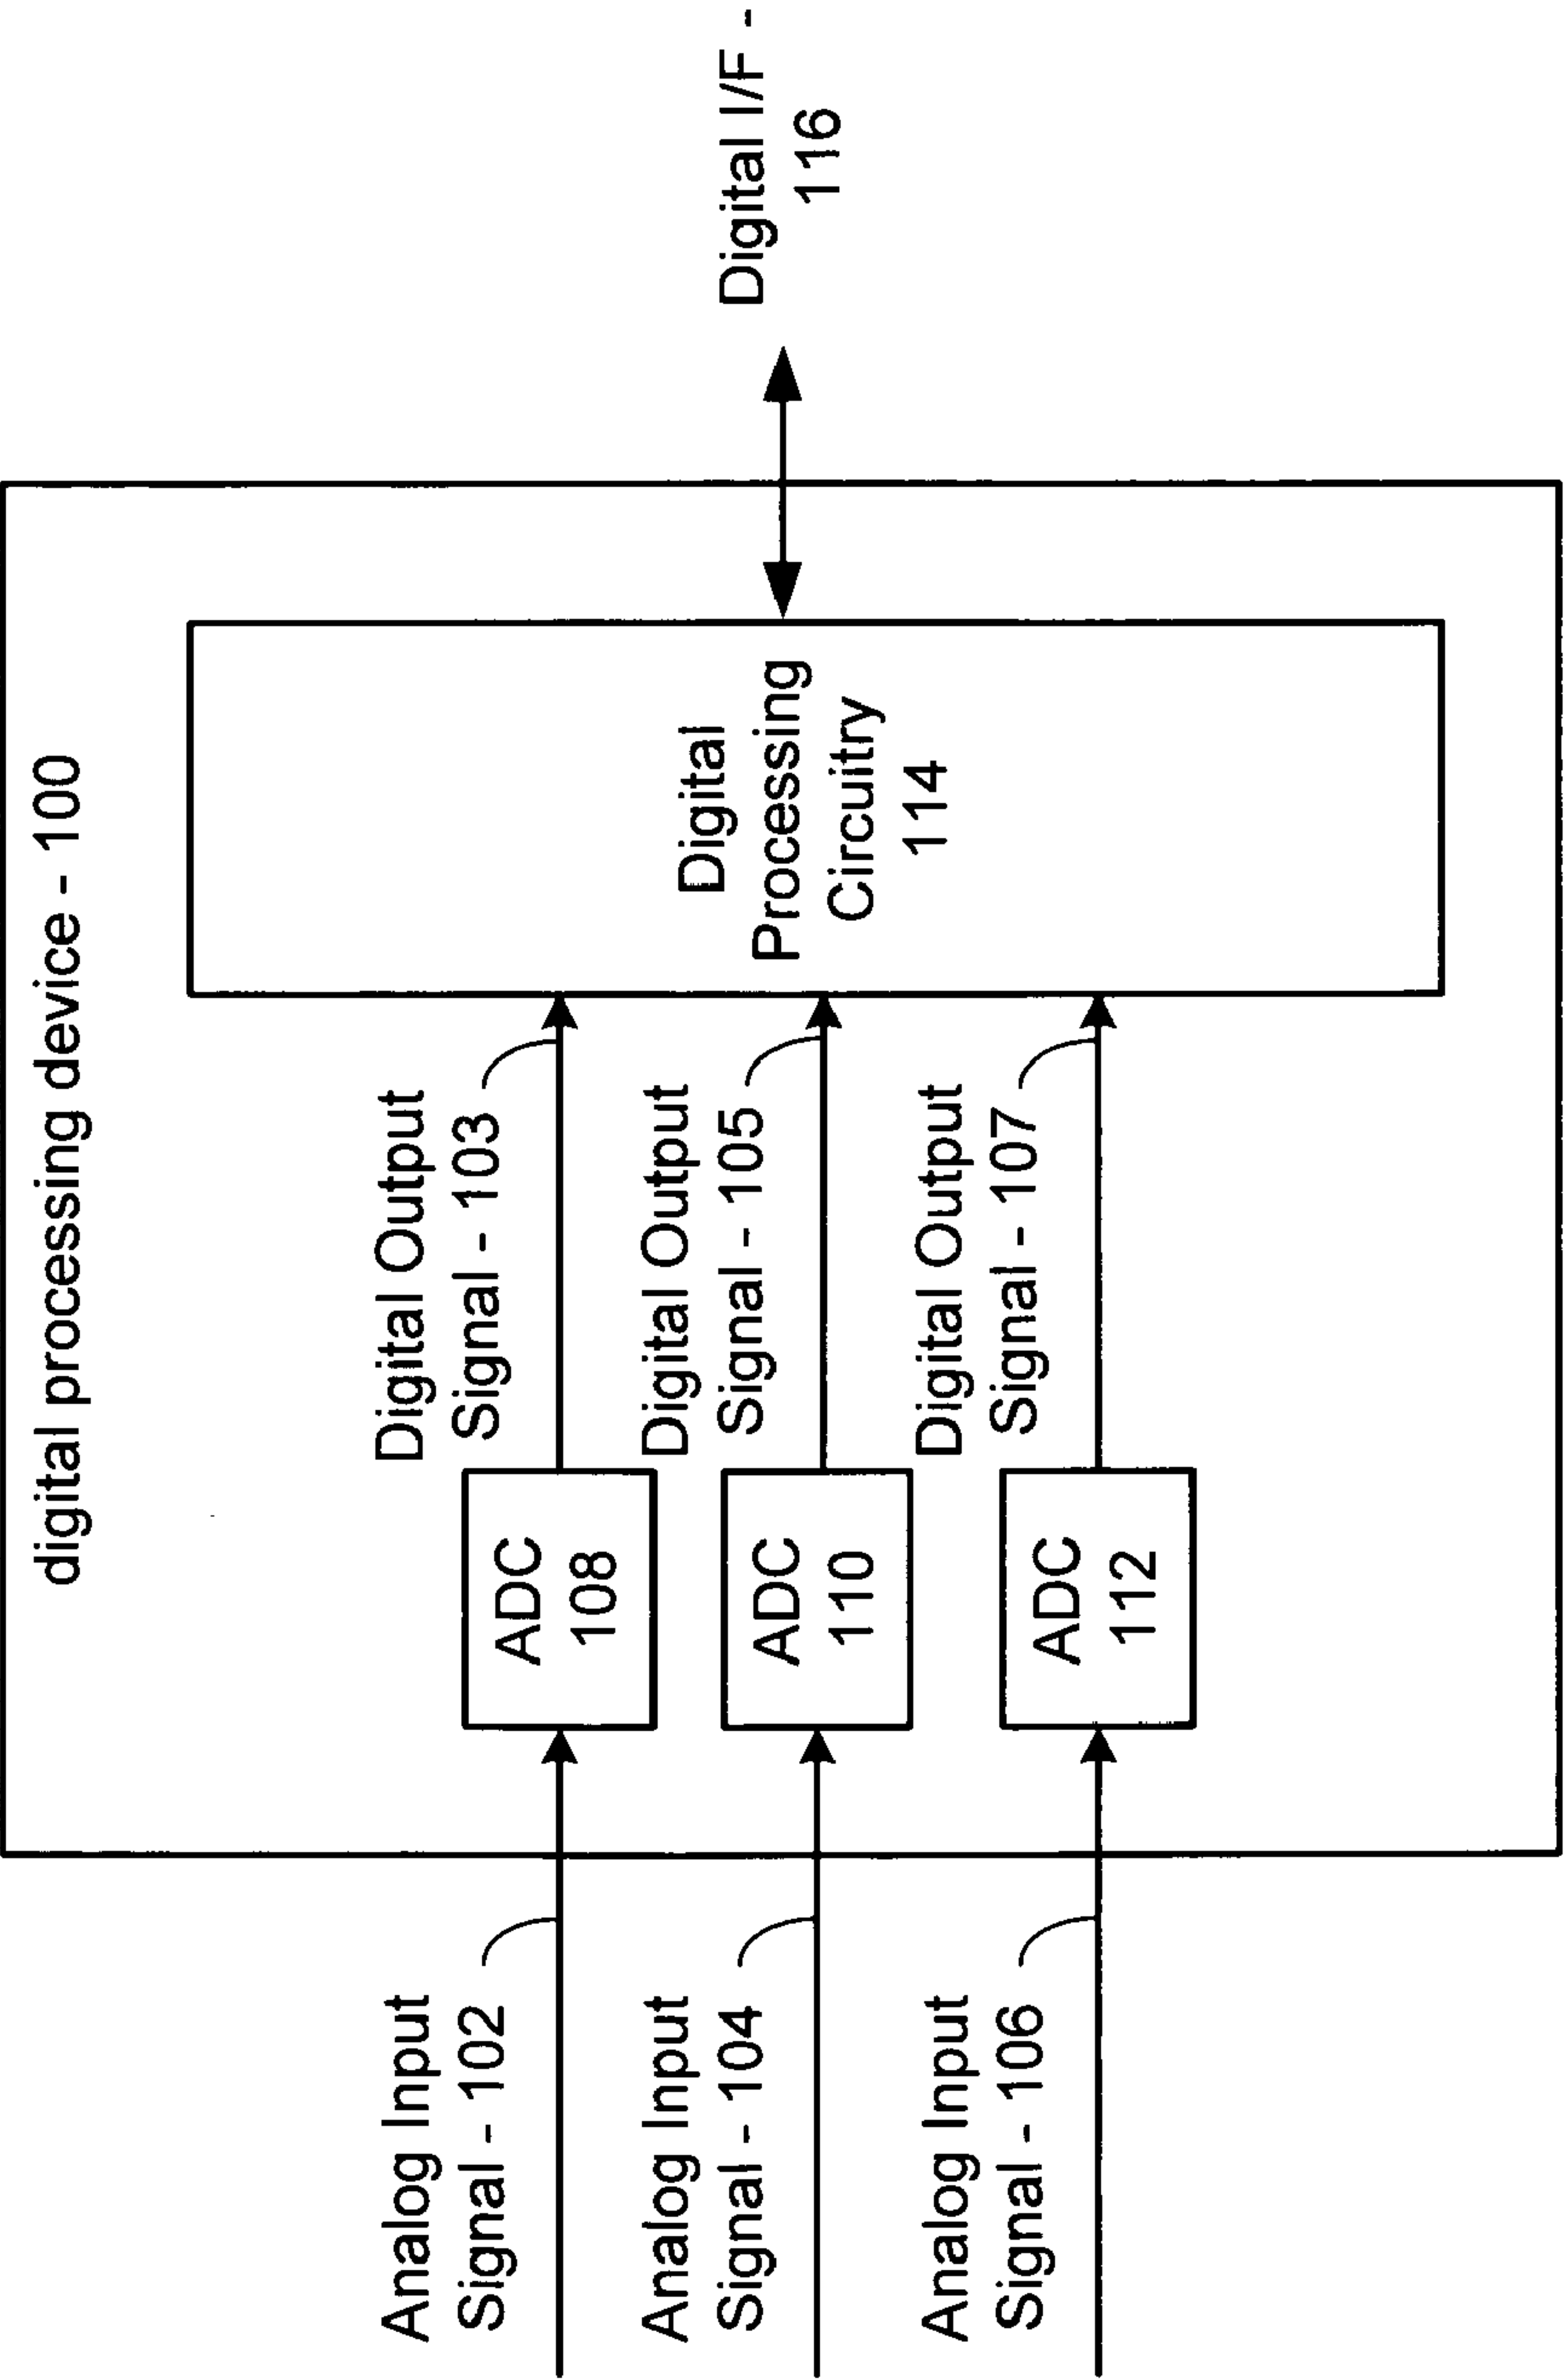 digital processing device - 100
Analog Input
Signal - 102
ADC
108
Digital Output
Signal - 103
Analog Input
Signal - 104
ADC
110
Digital Output
Signal - 105
Analog Input
Signal - 106
ADC
112
Digital Output
Signal - 107
Digital
Processing
Circuitry
114
Digital I/F -
116